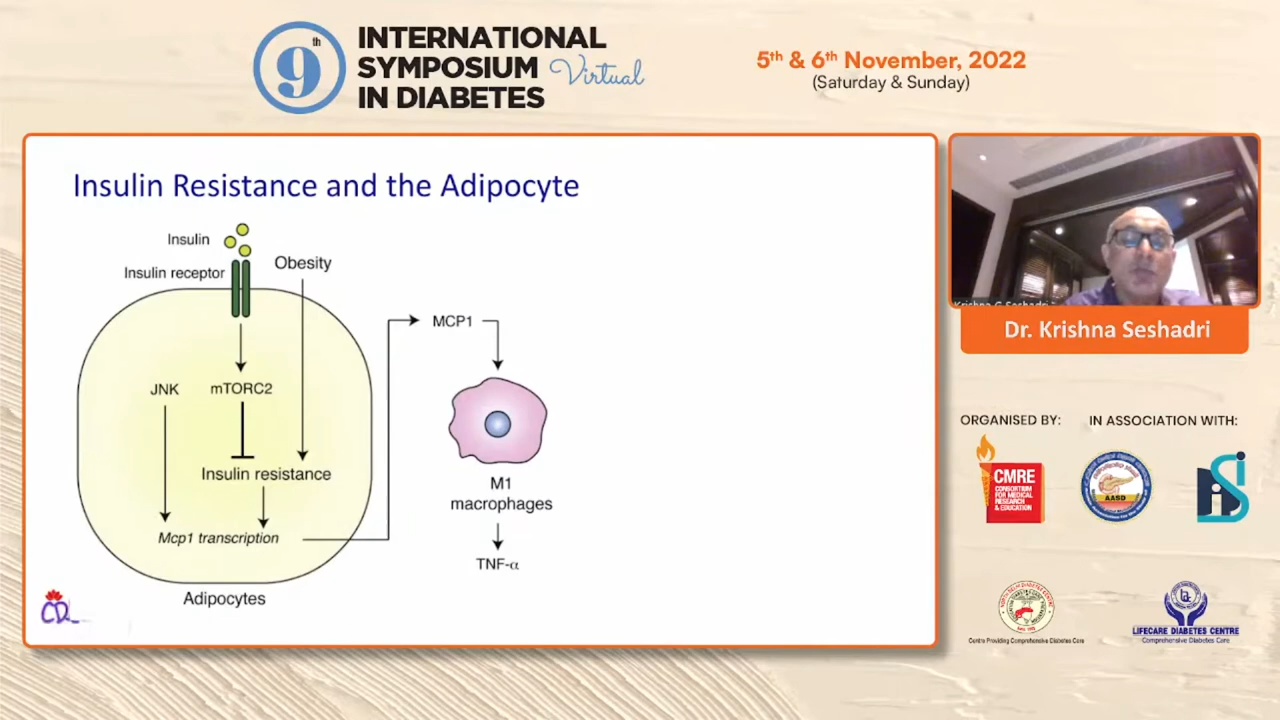 9th
INTERNATIONAL
SYMPOSIUM Virtual
IN DIABETES
5th & 6th November, 2022
(Saturday & Sunday)
Insulin Resistance and the Adipocyte
Insulin
Insulin receptor
Obesity
JNK
mTORC2
Insulin resistance
Mcp1 transcription
Adipocytes
MCP1
M1
macrophages
TNF-α
CD
Dr. Krishna Seshadri
ORGANISED BY:
IN ASSOCIATION WITH:
CMRE
CONSORTIUM
FOR MEDICAL
RESEARCH
& EDUCATION
AASD
Centre Providing Comprehensive Diabetes Care
LIFECARE DIABETES CENTRE
Comprehensive Diabetes Care